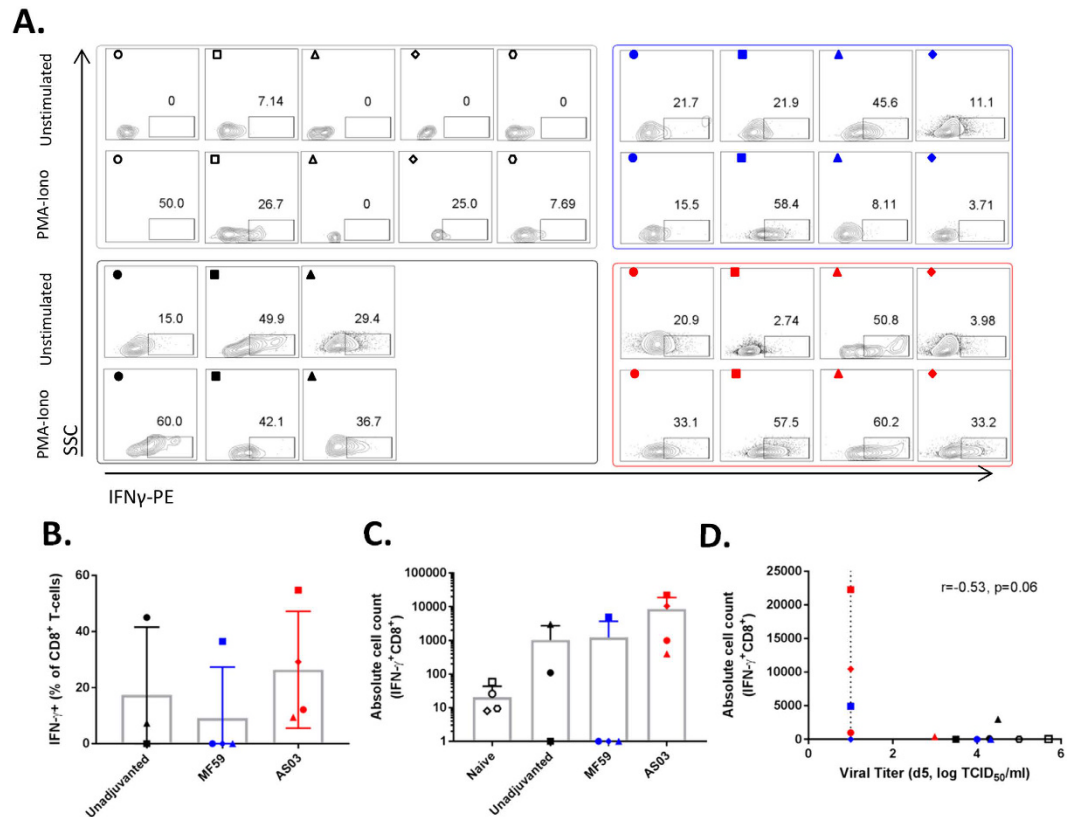 A.
Unstimulated
0
7.14
0
0
0
21.7
21.9
45.6
11.1
PMA-Iono
50.0
26.7
0
25.0
7.69
15.5
58.4
8.11
3.71
Unstimulated
15.0
49.9
29.4
20.9
2.74
50.8
3.98
PMA-Iono
60.0
42.1
36.7
33.1
57.5
60.2
33.2
SSC
IFNγ-PE
B.
IFN-γ+ (% of CD8+ T-cells)
60
40
20
0
Unadjuvanted
MF59
AS03
C.
Absolute cell count
(IFN-γ+CD8+)
100000
10000
1000
100
10
1
Naive
Unadjuvanted
MF59
AS03
D.
Absolute cell count
(IFN-γ+CD8+)
25000
20000
15000
10000
5000
0
r=-0.53, p=0.06
0
2
4
6
Viral Titer (d5, log TCID50/ml)